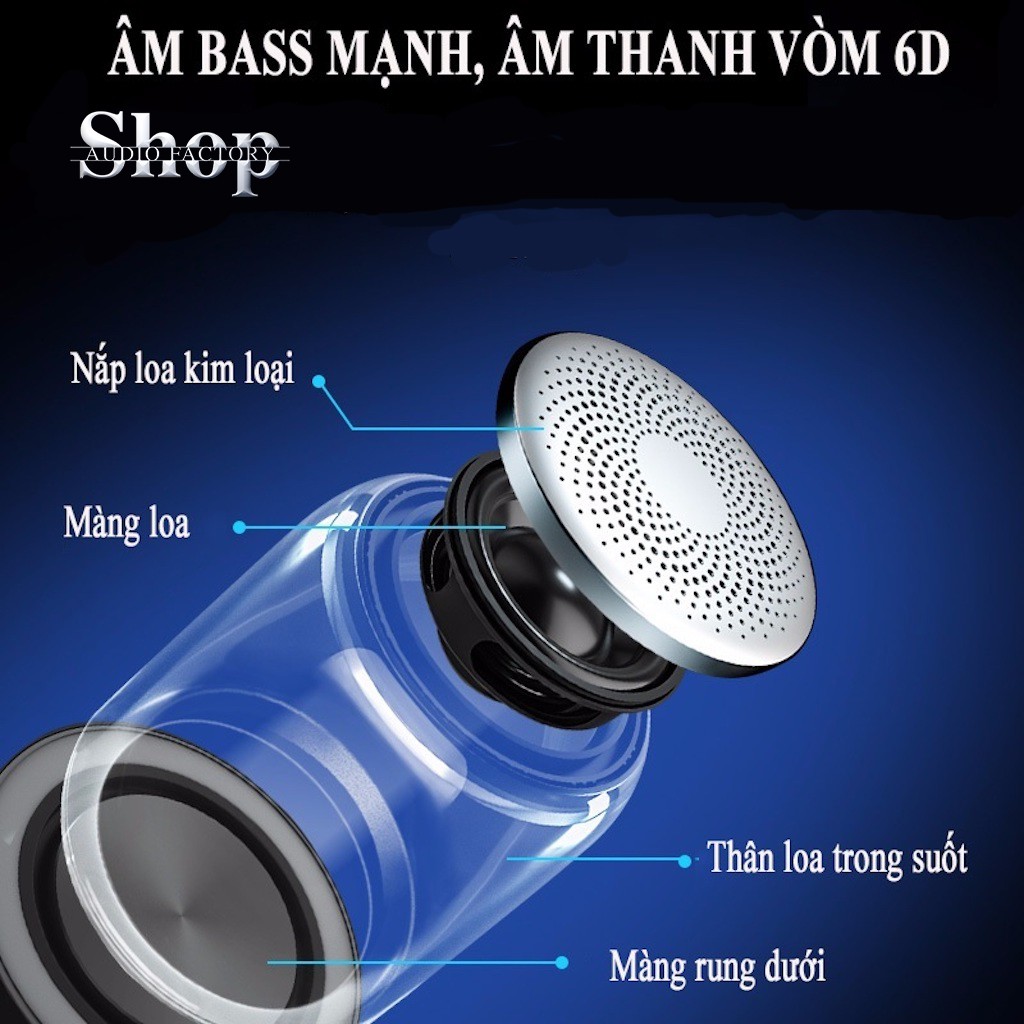 ÂM BASS MẠNH, ÂM THANH VÒM 6D
Shop
AUDIO FACTORY
Nắp loa kim loại
Màng loa
Thân loa trong suốt
Màng rung dưới